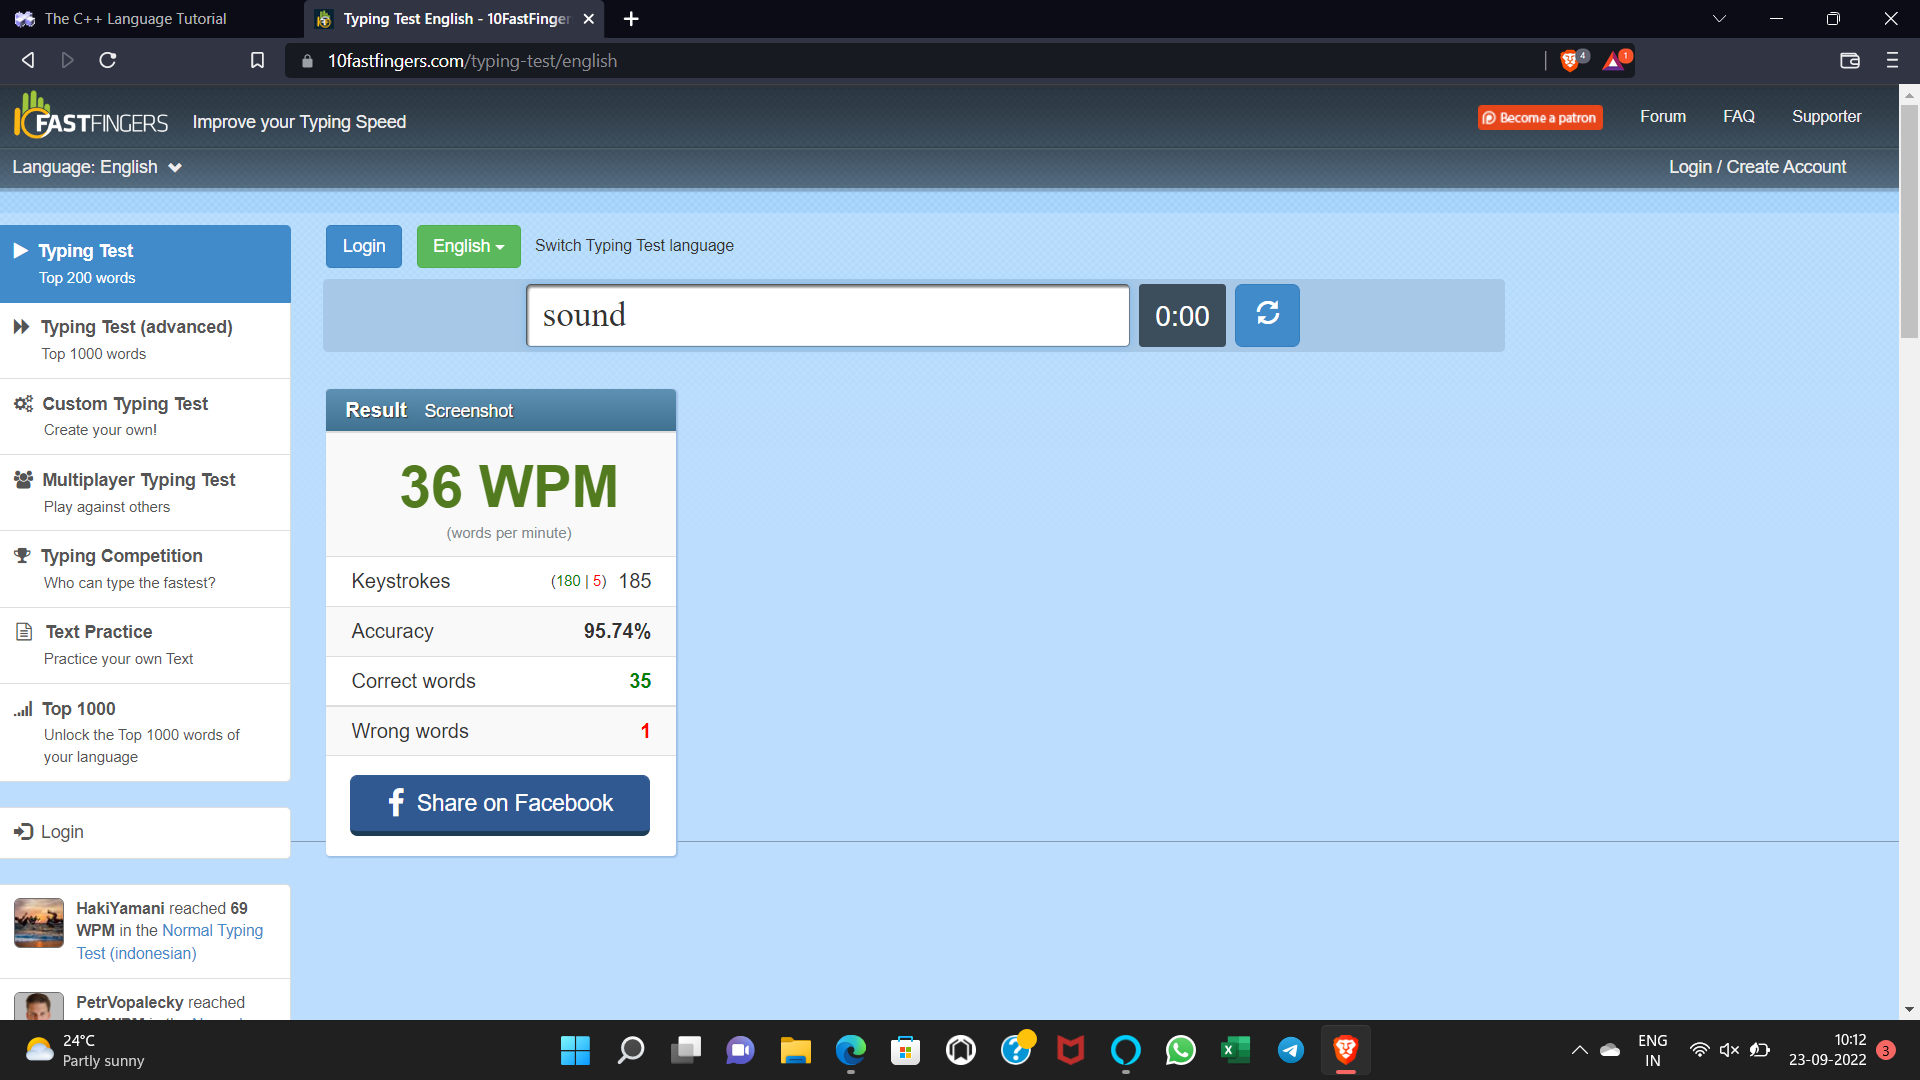 The C++ Language Tutorial
Typing Test English - 10FastFinger
10fastfingers.com/typing-test/english
4
1
10FASTFINGERS
Improve your Typing Speed
Become a patron
Forum
FAQ
Supporter
Language: English
Login / Create Account
Typing Test
Top 200 words
Typing Test (advanced)
Top 1000 words
Custom Typing Test
Create your own!
Multiplayer Typing Test
Play against others
Typing Competition
Who can type the fastest?
Text Practice
Practice your own Text
Top 1000
Unlock the Top 1000 words of
your language
Login
HakiYamani reached 69
WPM in the Normal Typing
Test (indonesian)
PetrVopalecky reached
Login
English
Switch Typing Test language
sound
0:00
Result Screenshot
36 WPM
(words per minute)
Keystrokes (180 | 5) 185
Accuracy 95.74%
Correct words 35
Wrong words 1
f Share on Facebook
24°C
Partly sunny
ENG
IN
10:12
23-09-2022
3